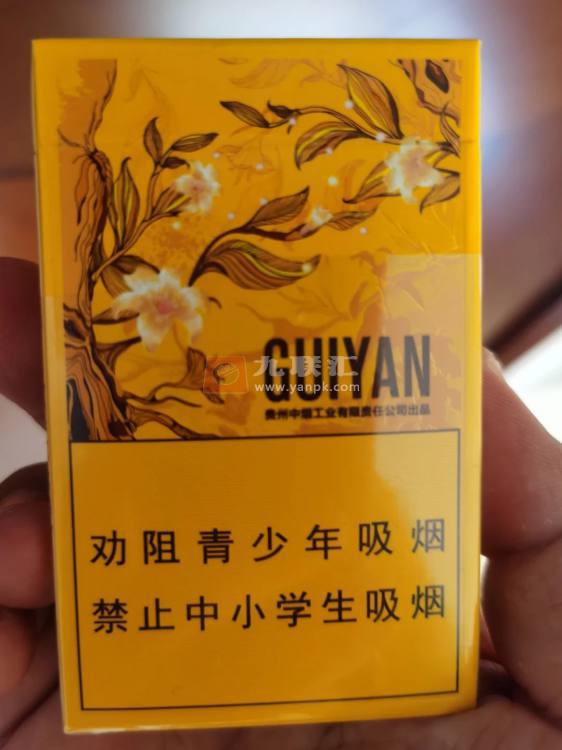 GUIYAN
九联汇
www.yanpk.com
贵州中烟工业有限责任公司出品
劝阻青少年吸烟
禁止中小学生吸烟